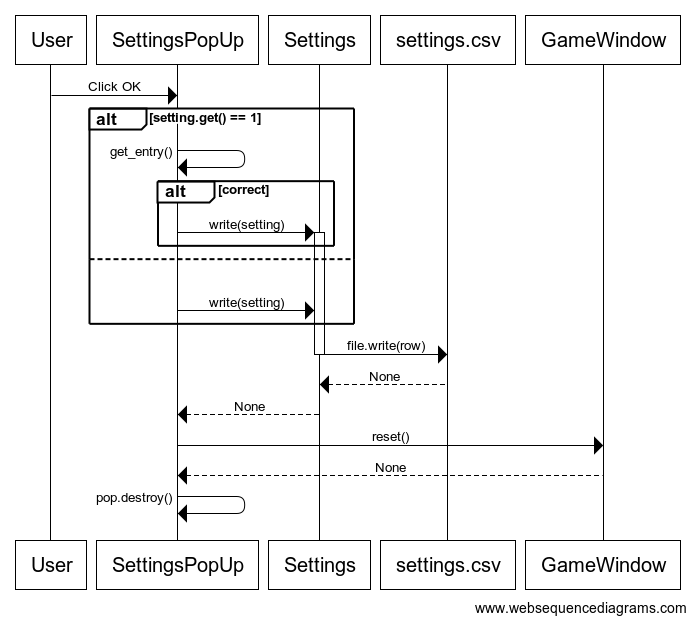 User SettingsPopUp Settings settings.csv GameWindow
Click OK
alt [setting.get() == 1]
get_entry()
alt [correct]
write(setting)
write(setting)
file.write(row)
None
None
reset()
None
pop.destroy()
User SettingsPopUp Settings settings.csv GameWindow
www.websequencediagrams.com